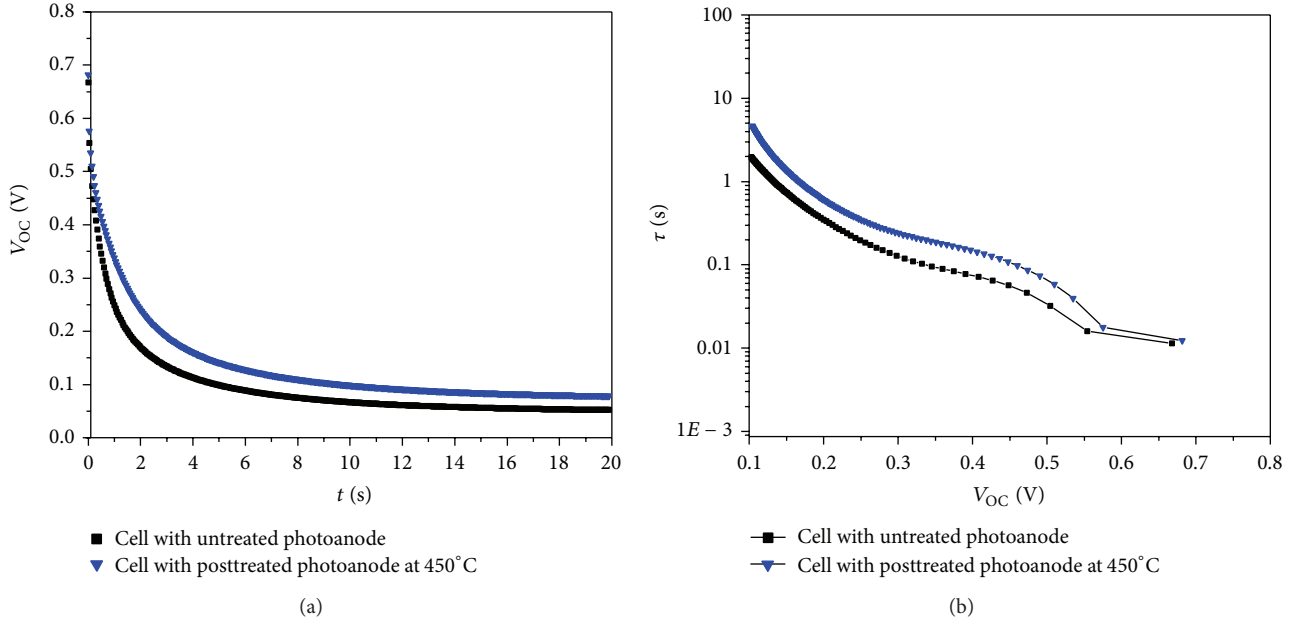 0.8
0.7
0.6
0.5
0.4
0.3
0.2
0.1
0.0
V_OC (V)
0 2 4 6 8 10 12 14 16 18 20
t (s)
Cell with untreated photoanode
Cell with posttreated photoanode at 450°C
(a)
100
10
1
0.1
0.01
1E − 3
τ (s)
0.1 0.2 0.3 0.4 0.5 0.6 0.7 0.8
V_OC (V)
Cell with untreated photoanode
Cell with posttreated photoanode at 450°C
(b)